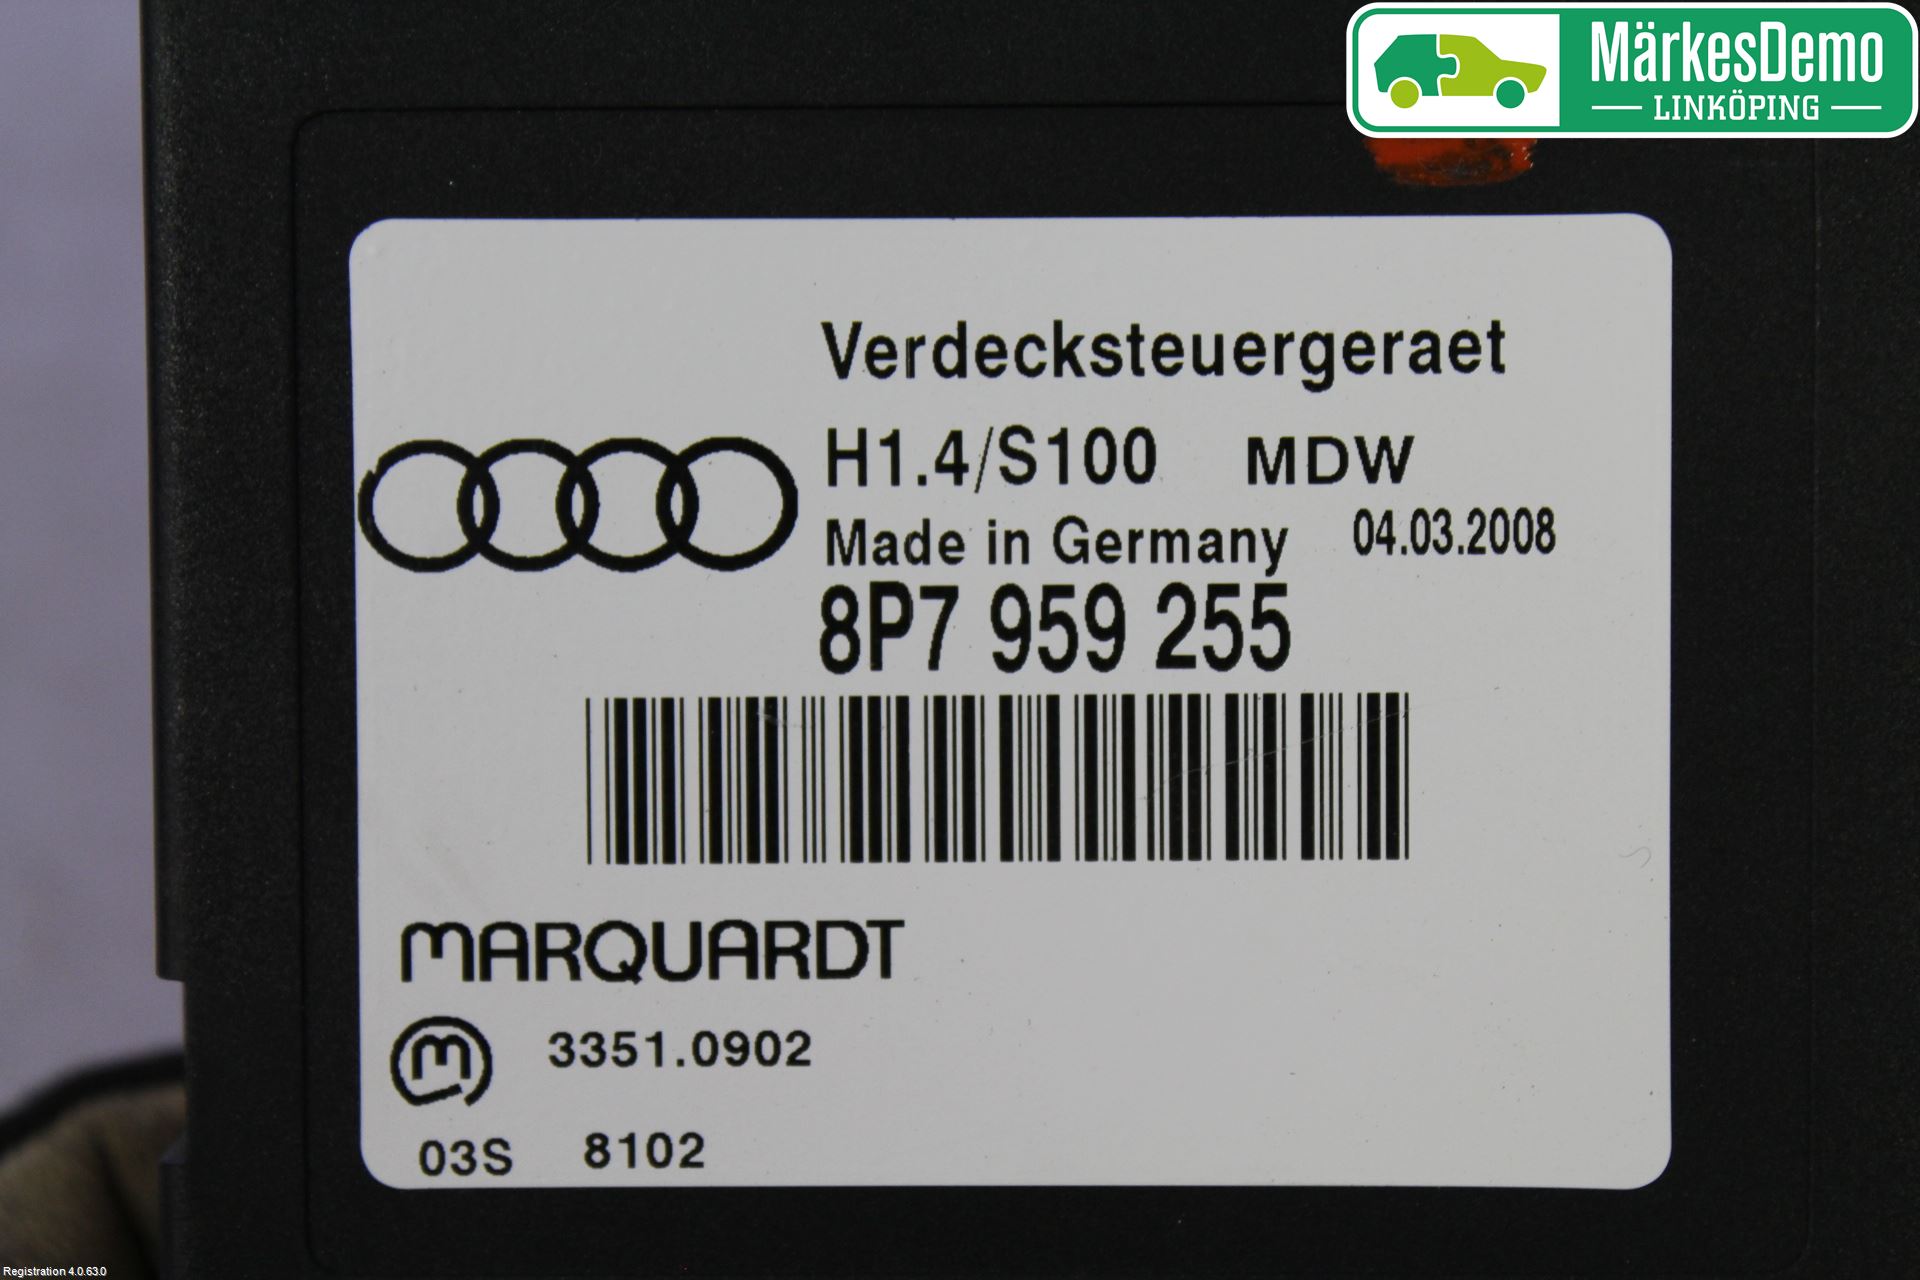 MärkesDemo
LINKÖPING
Verdecksteuergeraet
H1.4/S100 MDW
Made in Germany 04.03.2008
8P7 959 255
MARQUARDT
m 3351.0902
03S 8102
Registration 4.0.63.0